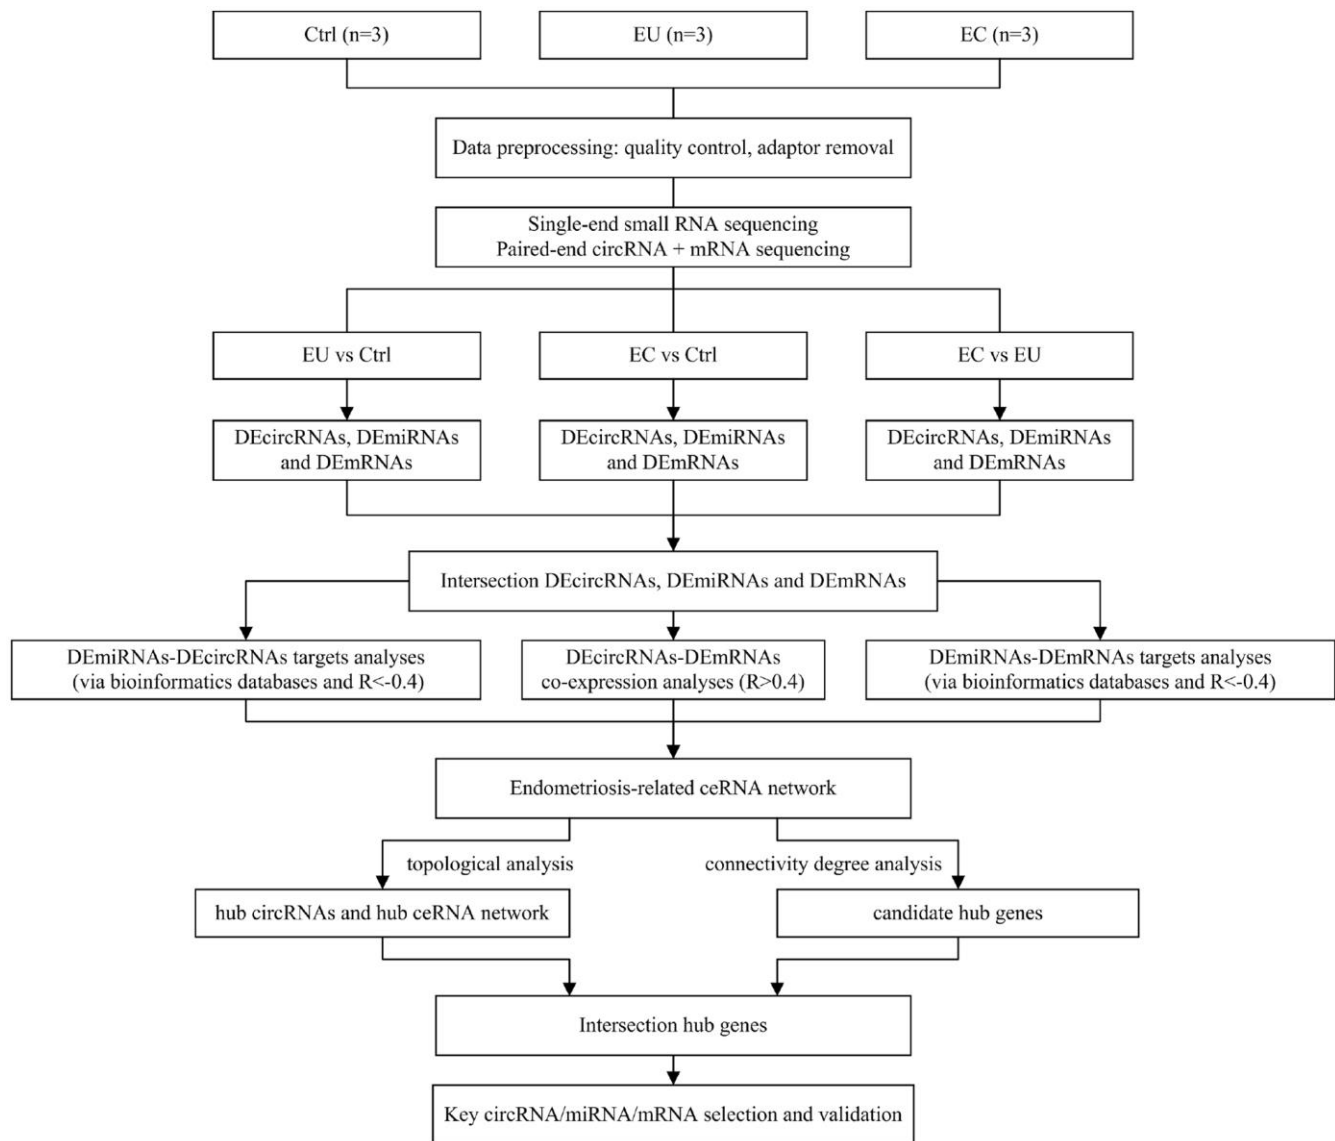 Ctrl (n=3)
EU (n=3)
EC (n=3)
Data preprocessing: quality control, adaptor removal
Single-end small RNA sequencing
Paired-end circRNA + mRNA sequencing
EU vs Ctrl
EC vs Ctrl
EC vs EU
DEcircRNAs, DEmiRNAs
and DEmRNAs
DEcircRNAs, DEmiRNAs
and DEmRNAs
DEcircRNAs, DEmiRNAs
and DEmRNAs
Intersection DEcircRNAs, DEmiRNAs and DEmRNAs
DEmiRNAs-DEcircRNAs targets analyses
(via bioinformatics databases and R<-0.4)
DEcircRNAs-DEmRNAs
co-expression analyses (R>0.4)
DEmiRNAs-DEmRNAs targets analyses
(via bioinformatics databases and R<-0.4)
Endometriosis-related ceRNA network
topological analysis
connectivity degree analysis
hub circRNAs and hub ceRNA network
candidate hub genes
Intersection hub genes
Key circRNA/miRNA/mRNA selection and validation